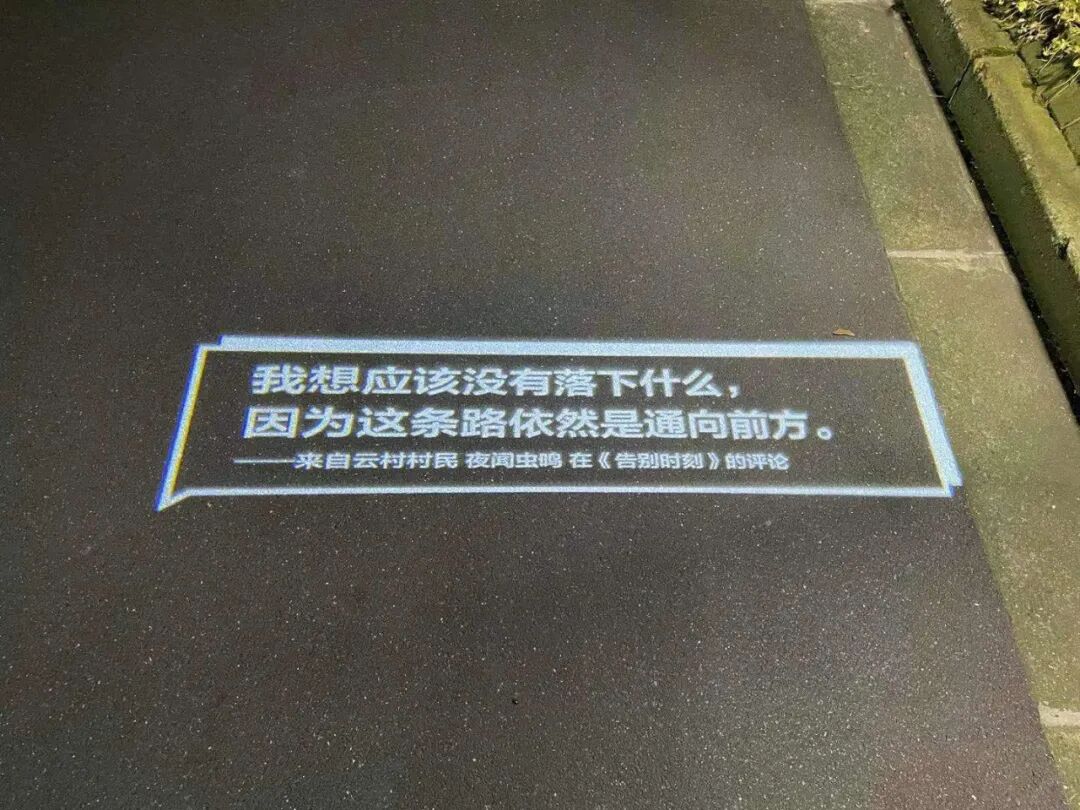 我想应该没有落下什么，
因为这条路依然是通向前方。
——来自云村村民 夜闻虫鸣 在《告别时刻》的评论